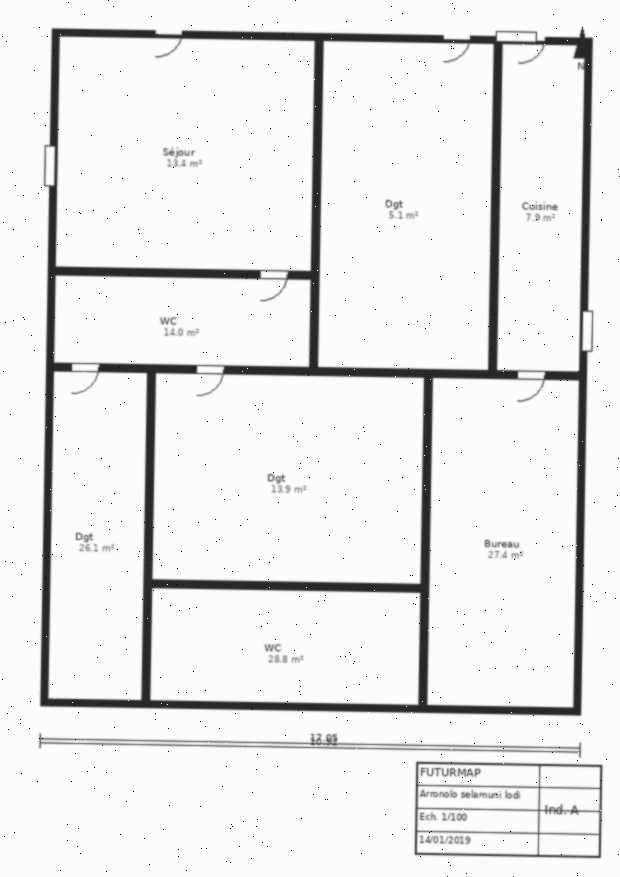 N
Séjour
13.4 m²
Dgt
5.1 m²
Cuisine
7.9 m²
WC
14.0 m²
Dgt
13.9 m²
Dgt
26.1 m²
Bureau
27.4 m²
WC
28.8 m²
FUTURMAP
Arronolo selamuni lodi
Ech. 1/100
Ind. A
14/01/2019